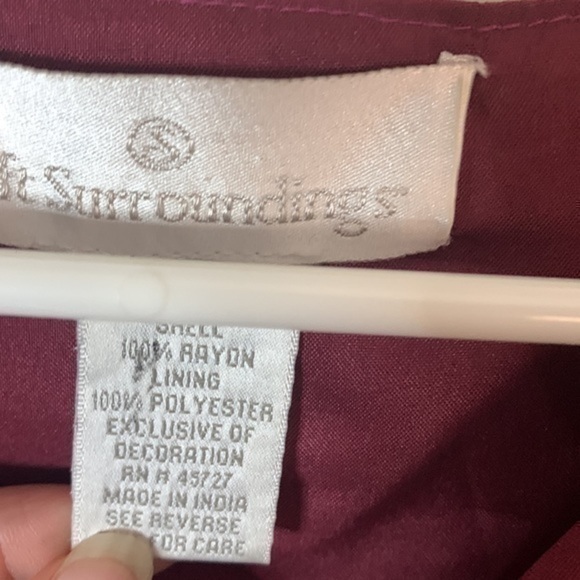 ft Surroundings
SHELL
100% RAYON
LINING
100% POLYESTER
EXCLUSIVE OF
DECORATION
RN # 45727
MADE IN INDIA
SEE REVERSE
FOR CARE